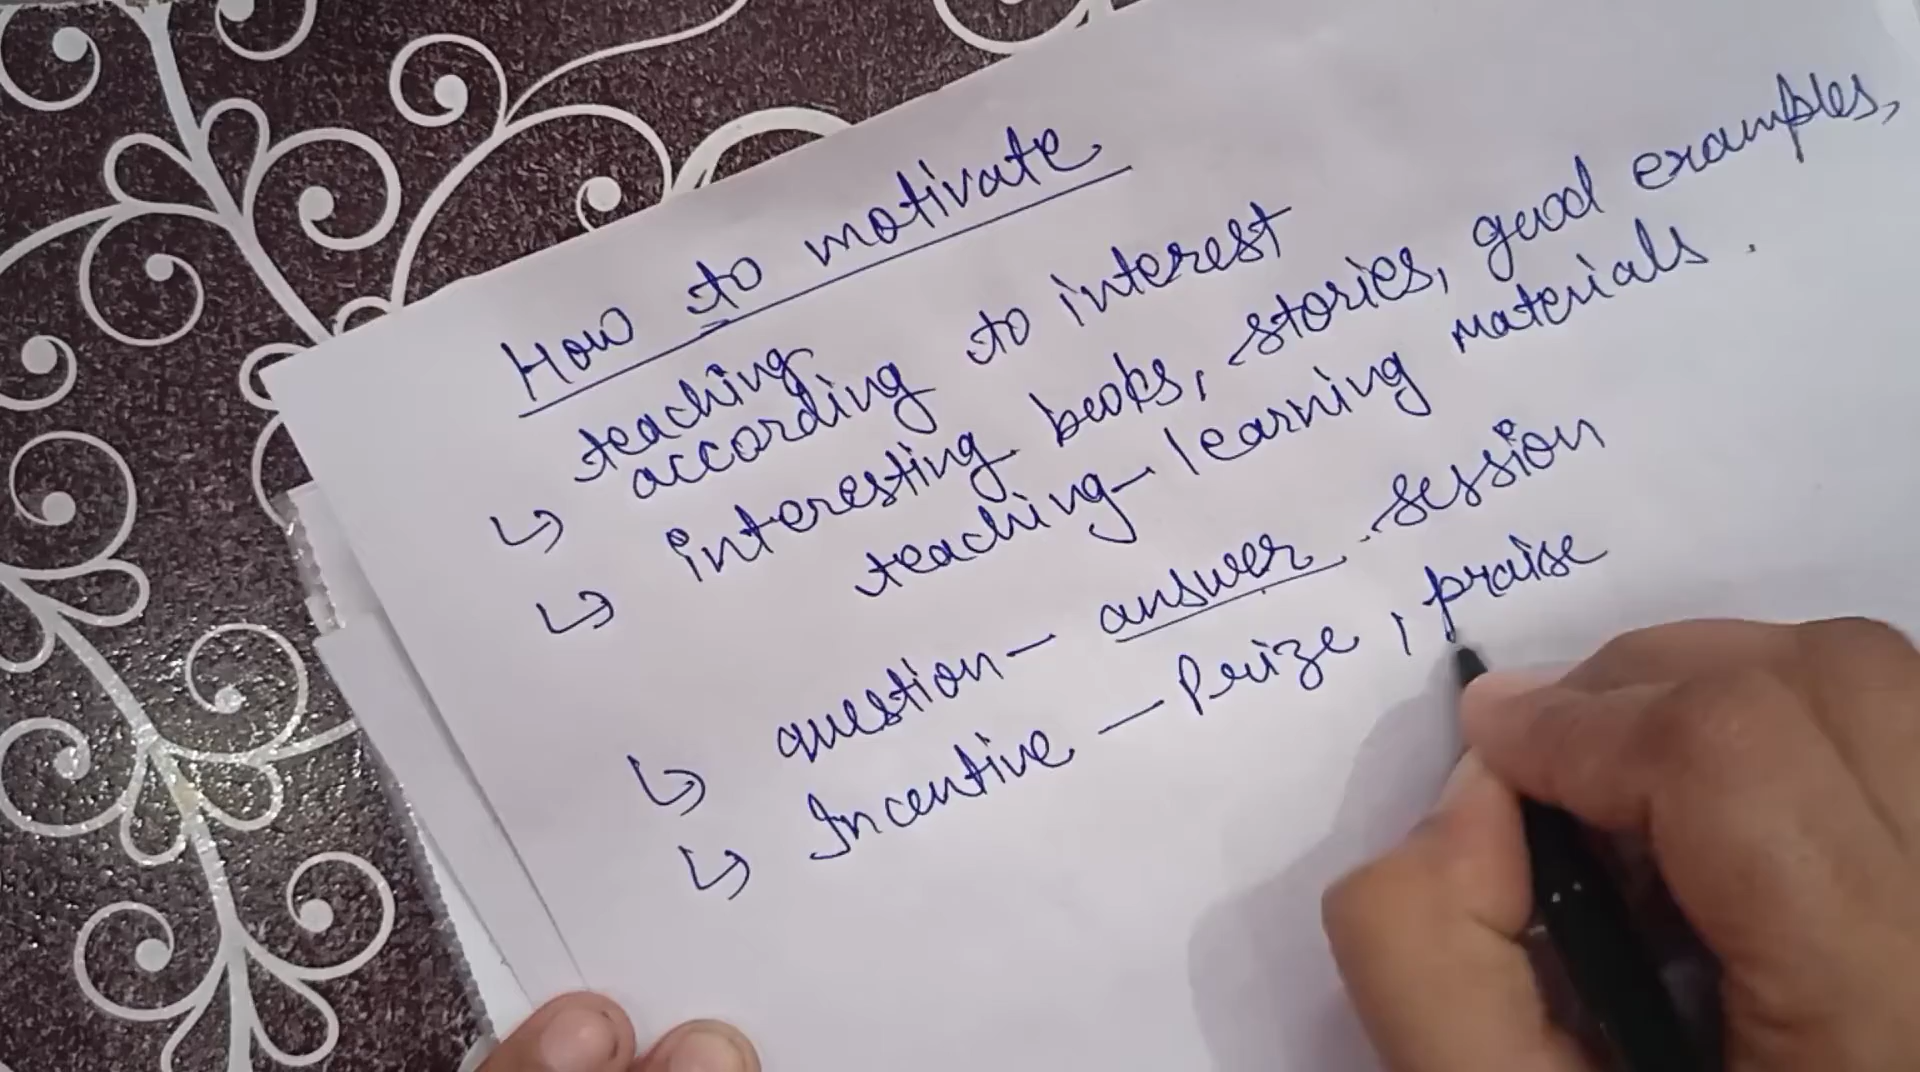 How to motivate
teaching
↳ according to interest
↳ interesting books, stories, good examples,
teaching-learning materials.
↳ question- answer session
↳ Incentive - Prize, praise